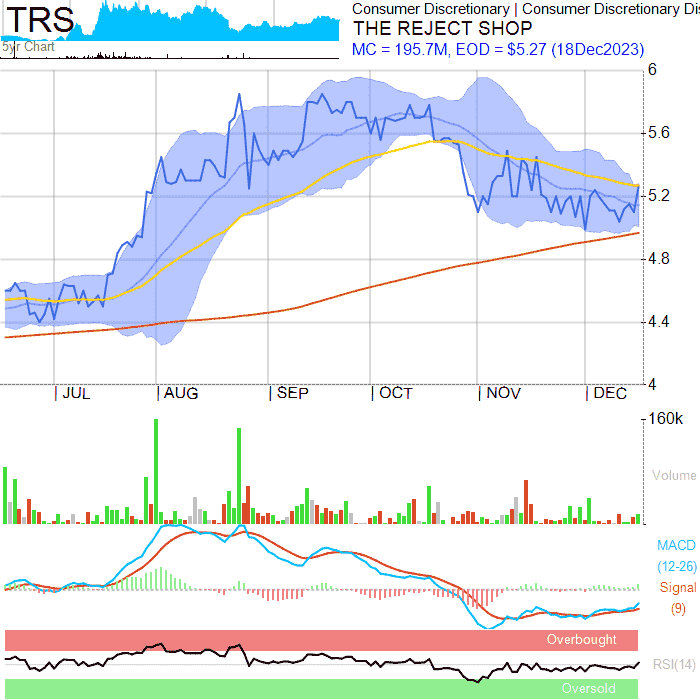 TRS
5yr Chart
Consumer Discretionary | Consumer Discretionary Dis
THE REJECT SHOP
MC = 195.7M, EOD = $5.27 (18Dec2023)
6
5.6
5.2
4.8
4.4
4
JUL
AUG
SEP
OCT
NOV
DEC
160k
Volume
MACD
(12-26)
Signal
(9)
Overbought
RSI(14)
Oversold